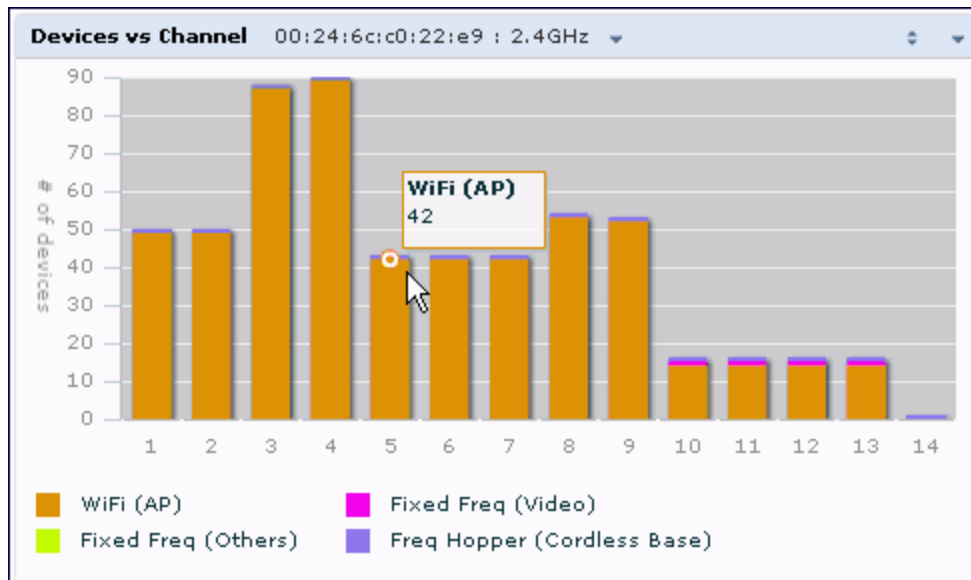 Devices vs Channel 00:24:6c:c0:22:e9 : 2.4GHz
90
80
70
60
50
40
30
20
10
0
# of devices
WiFi (AP)
42
1 2 3 4 5 6 7 8 9 10 11 12 13 14
WiFi (AP) Fixed Freq (Video)
Fixed Freq (Others) Freq Hopper (Cordless Base)